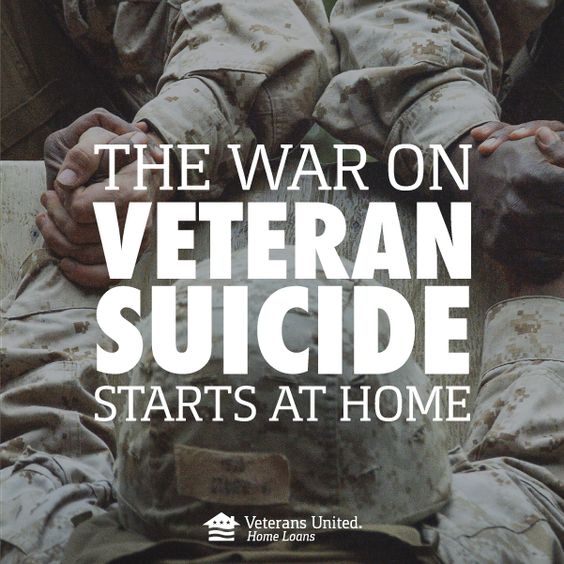 THE WAR ON
VETERAN
SUICIDE
STARTS AT HOME
Veterans United.
Home Loans